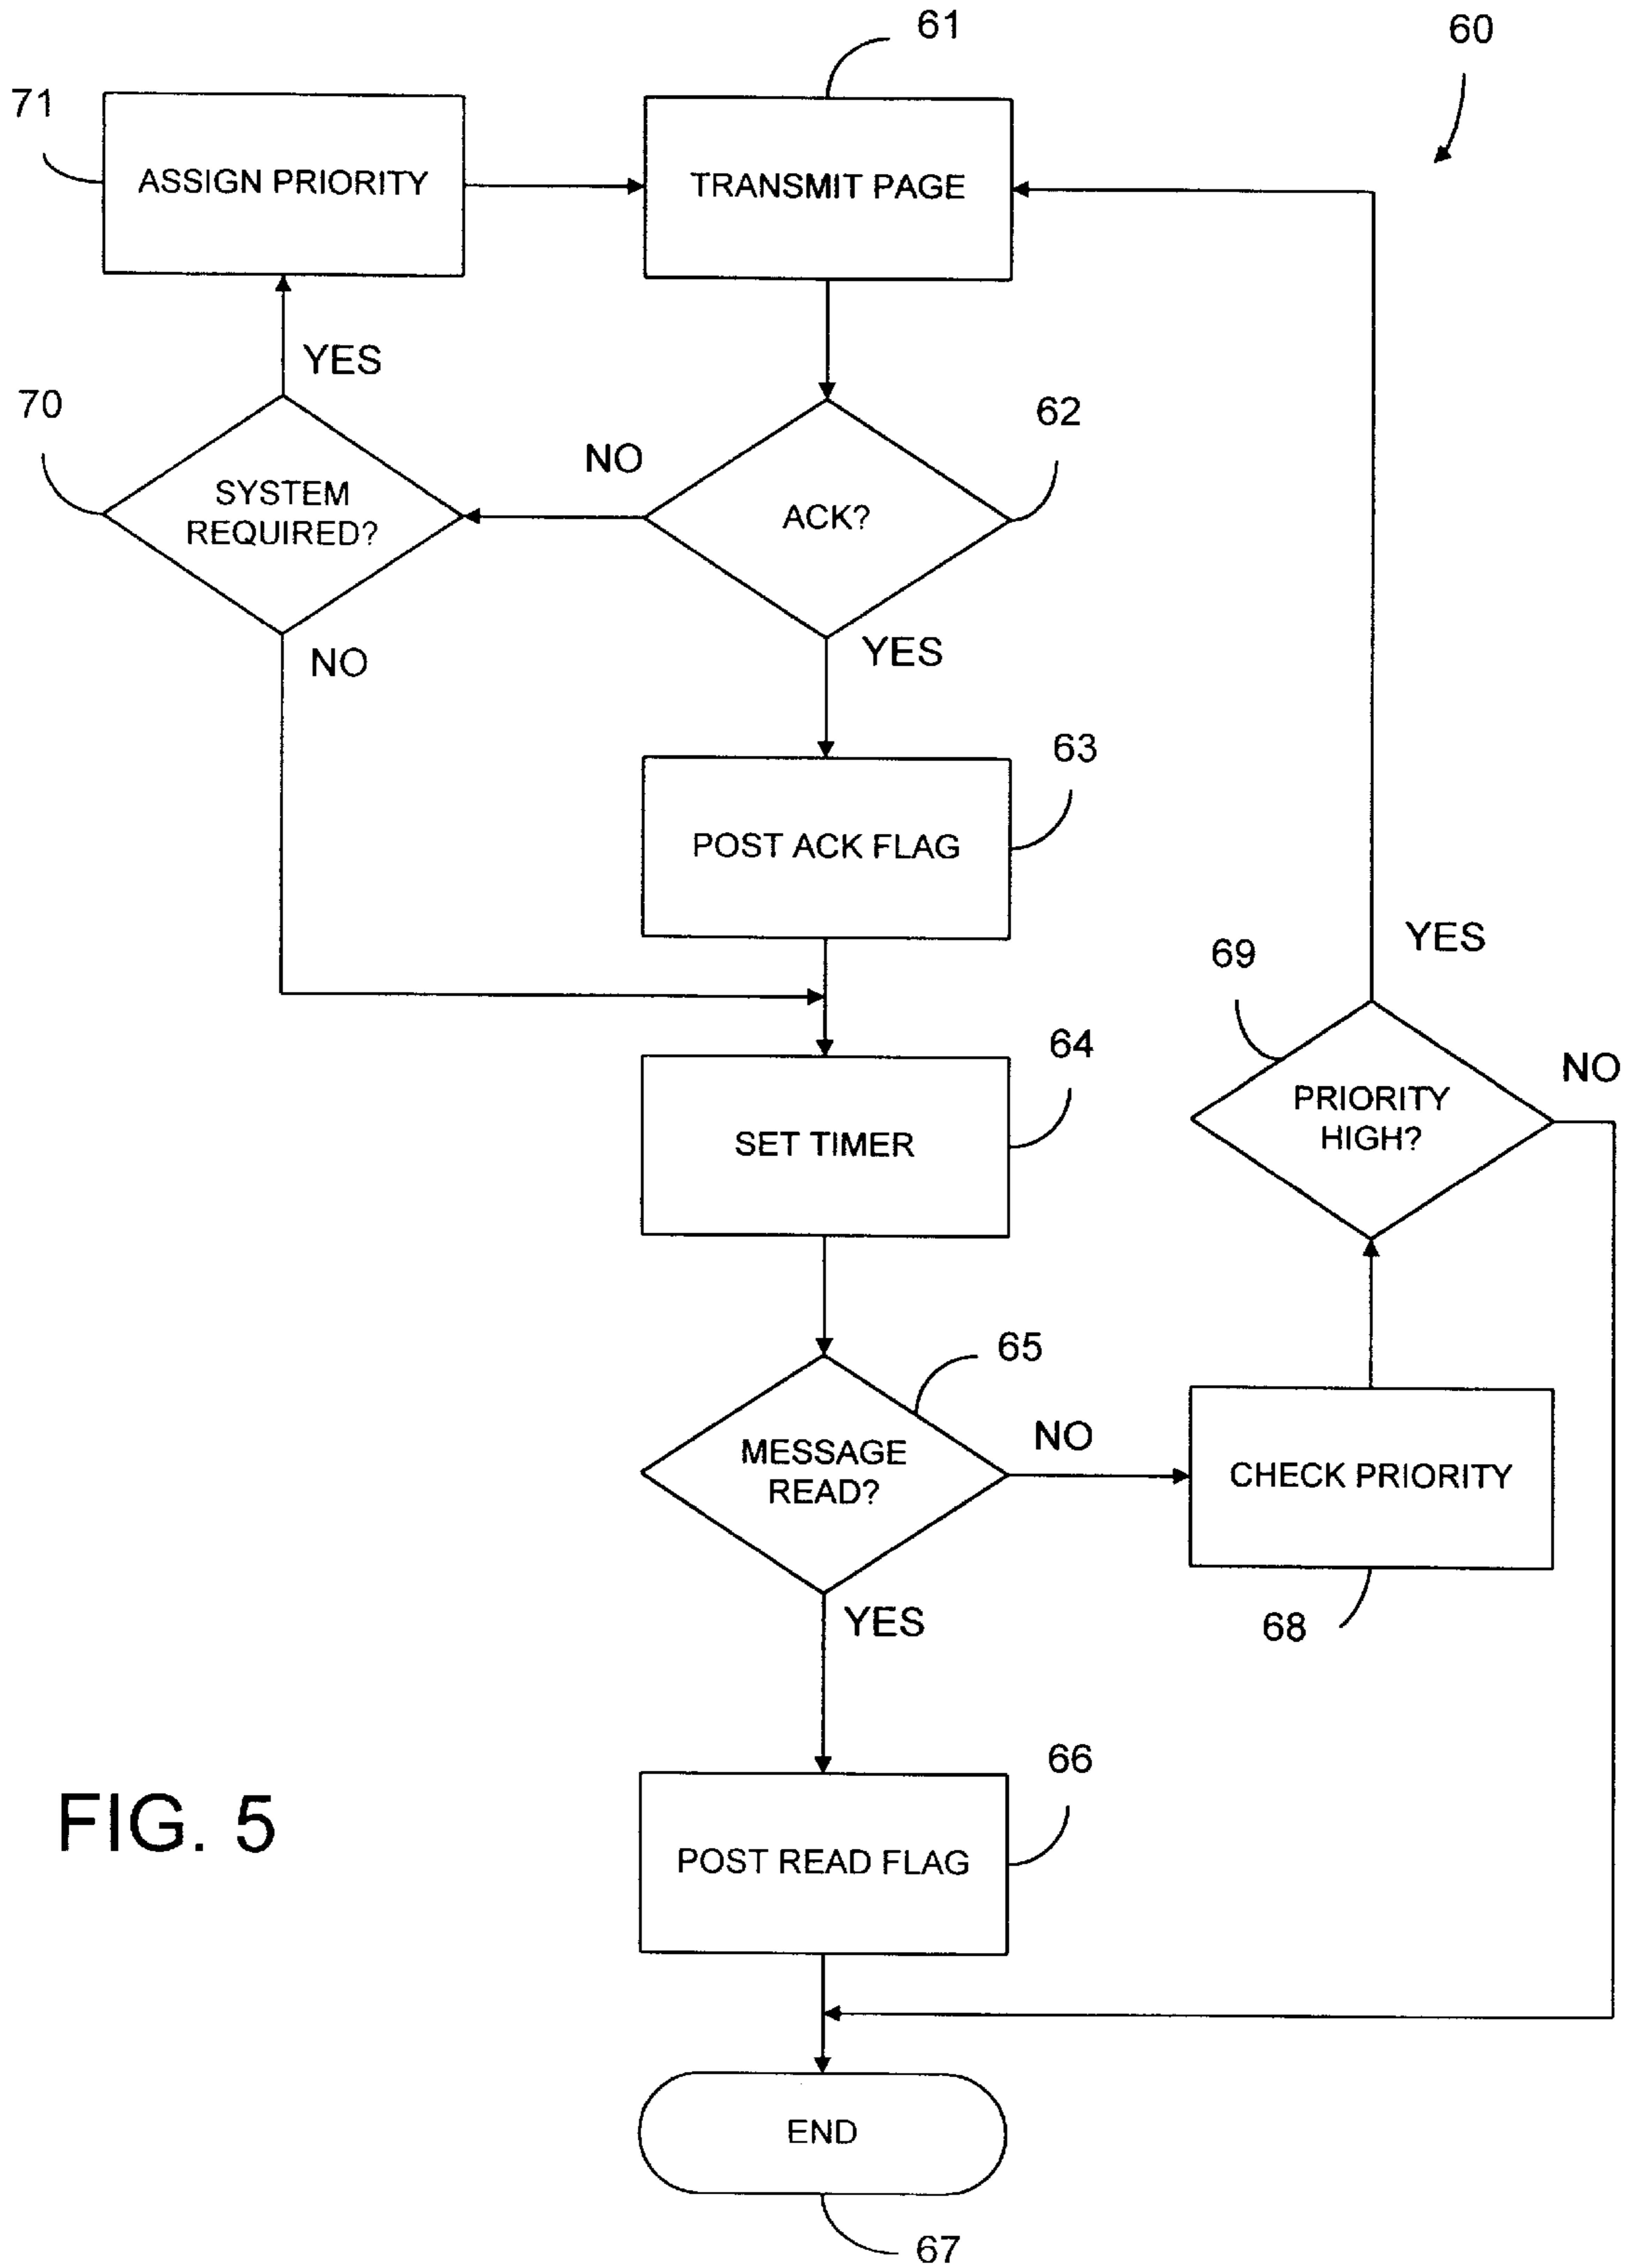 61
60
71
ASSIGN PRIORITY
TRANSMIT PAGE
YES
70
62
NO
SYSTEM
REQUIRED?
ACK?
NO
YES
63
POST ACK FLAG
YES
69
64
NO
PRIORITY
HIGH?
SET TIMER
65
NO
MESSAGE
READ?
CHECK PRIORITY
YES
68
66
FIG. 5
POST READ FLAG
END
67